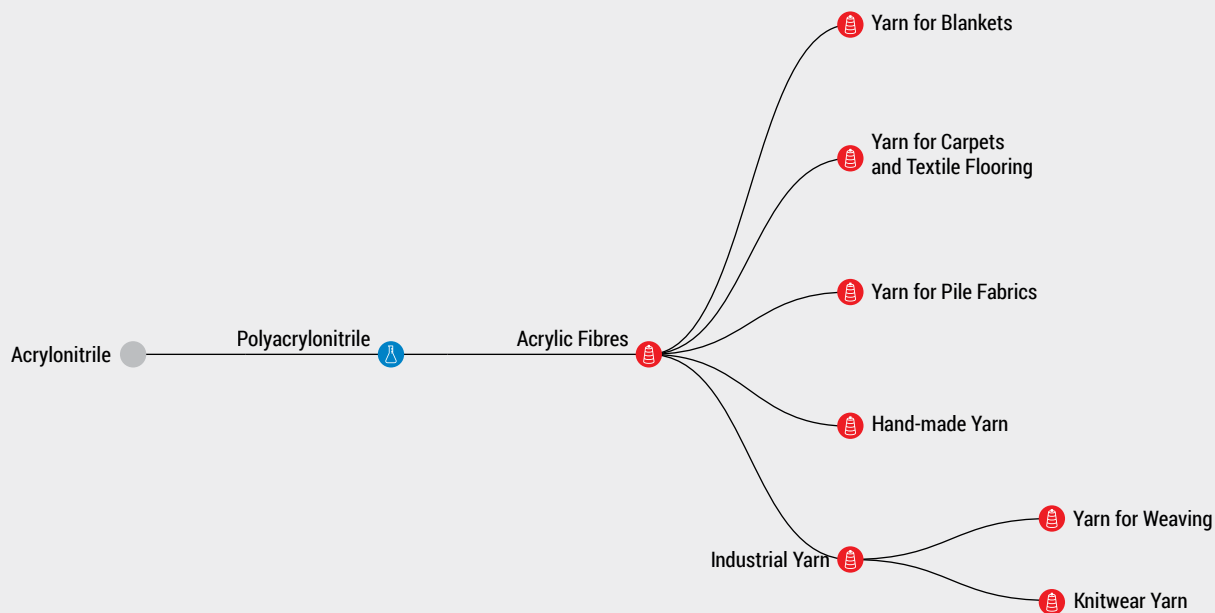 Yarn for Blankets
Yarn for Carpets
and Textile Flooring
Yarn for Pile Fabrics
Polyacrylonitrile
Acrylic Fibres
Acrylonitrile
Hand-made Yarn
Yarn for Weaving
Industrial Yarn
Knitwear Yarn